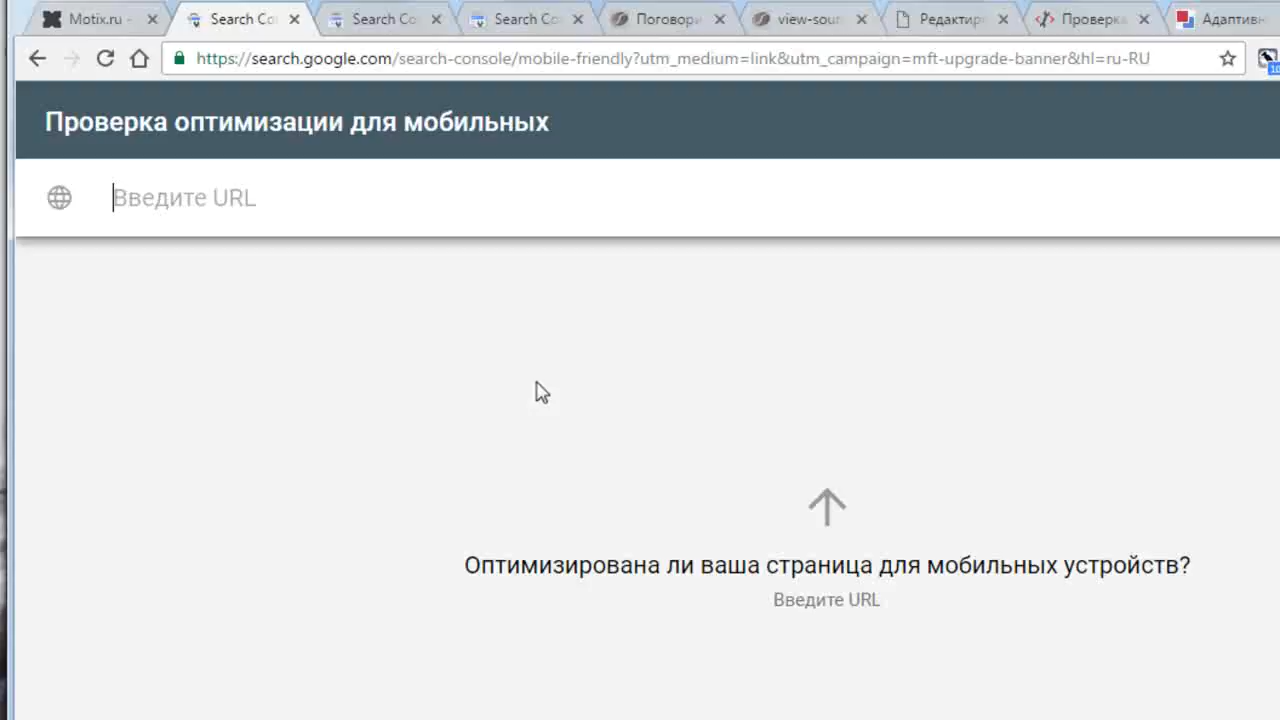 Motix.ru - Search Co Search Co Search Co Поговори view-sour Редактир Проверка Адаптивн
https://search.google.com/search-console/mobile-friendly?utm_medium=link&utm_campaign=mft-upgrade-banner&hl=ru-RU
Проверка оптимизации для мобильных
Введите URL
Оптимизирована ли ваша страница для мобильных устройств?
Введите URL